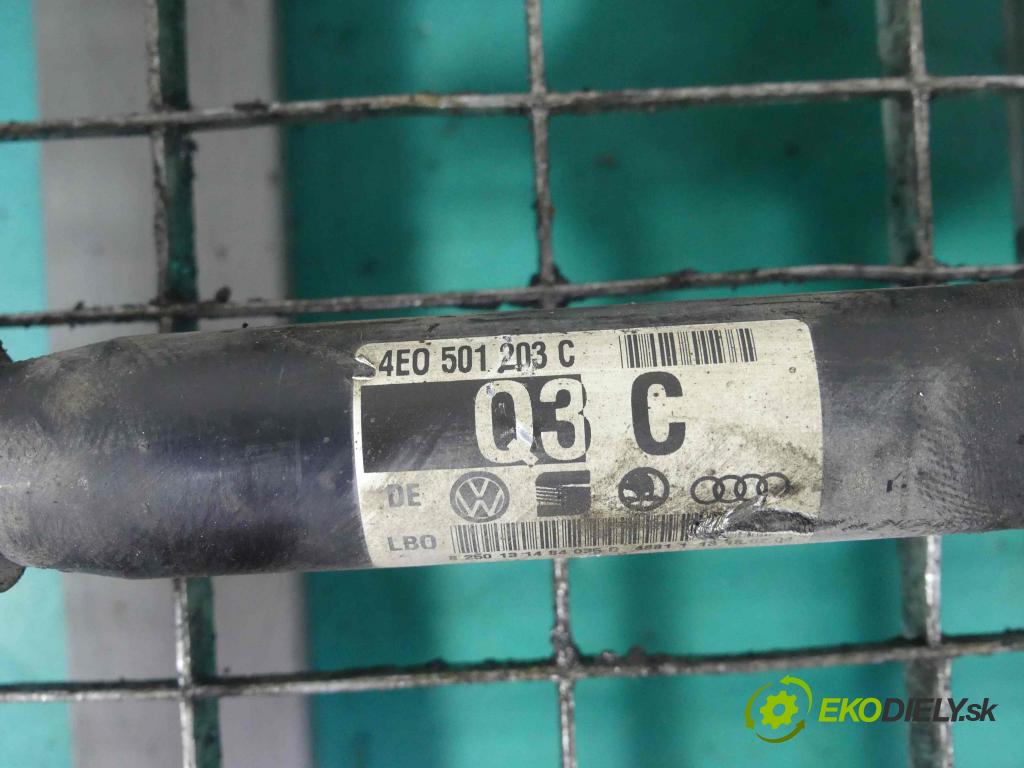 4E0 501 203 C
Q3 C
DE
LBO
EKODIELY.sk